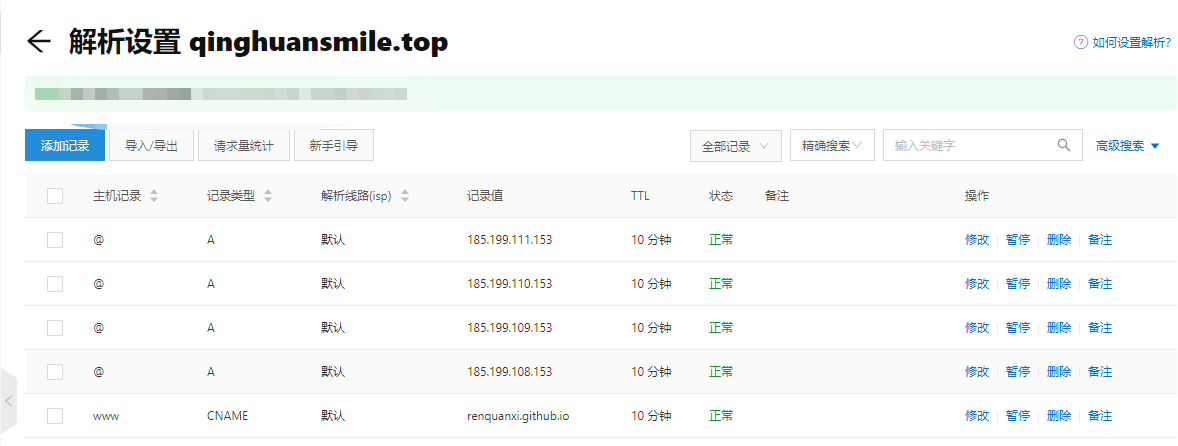 解析设置 qinghuansmile.top
如何设置解析?
添加记录 导入/导出 请求量统计 新手引导 全部记录 精确搜索 输入关键字 高级搜索
主机记录 记录类型 解析线路(isp) 记录值 TTL 状态 备注 操作
@ A 默认 185.199.111.153 10 分钟 正常 修改 暂停 删除 备注
@ A 默认 185.199.110.153 10 分钟 正常 修改 暂停 删除 备注
@ A 默认 185.199.109.153 10 分钟 正常 修改 暂停 删除 备注
@ A 默认 185.199.108.153 10 分钟 正常 修改 暂停 删除 备注
www CNAME 默认 renquanxi.github.io 10 分钟 正常 修改 暂停 删除 备注